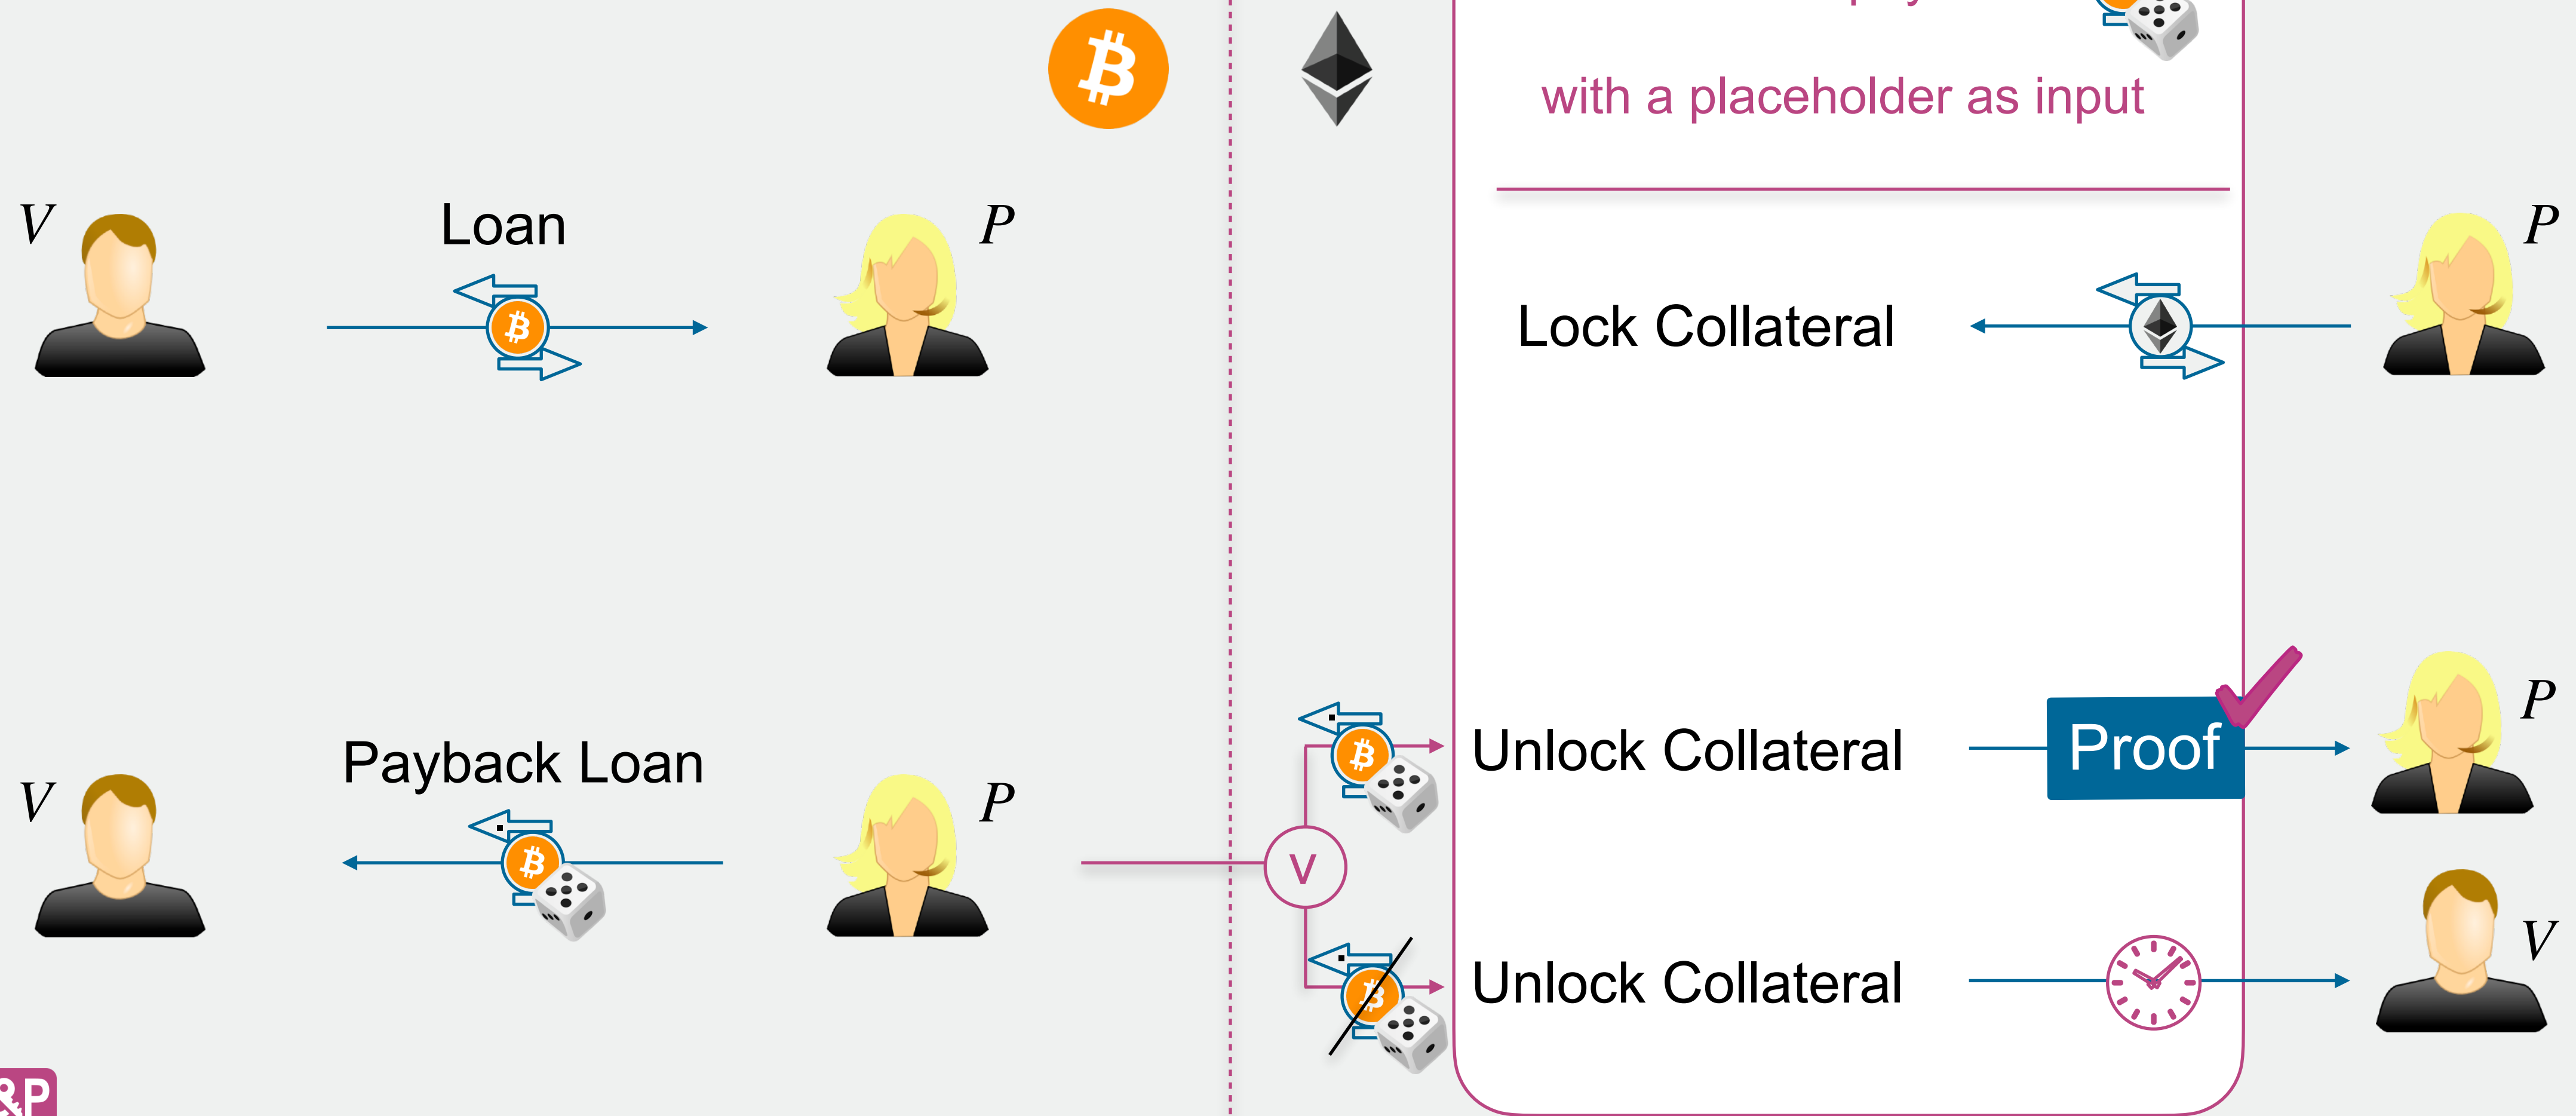 with a placeholder as input
V
Loan
P
P
Lock Collateral
V
Payback Loan
P
v
Unlock Collateral
Proof
P
Unlock Collateral
V
&P